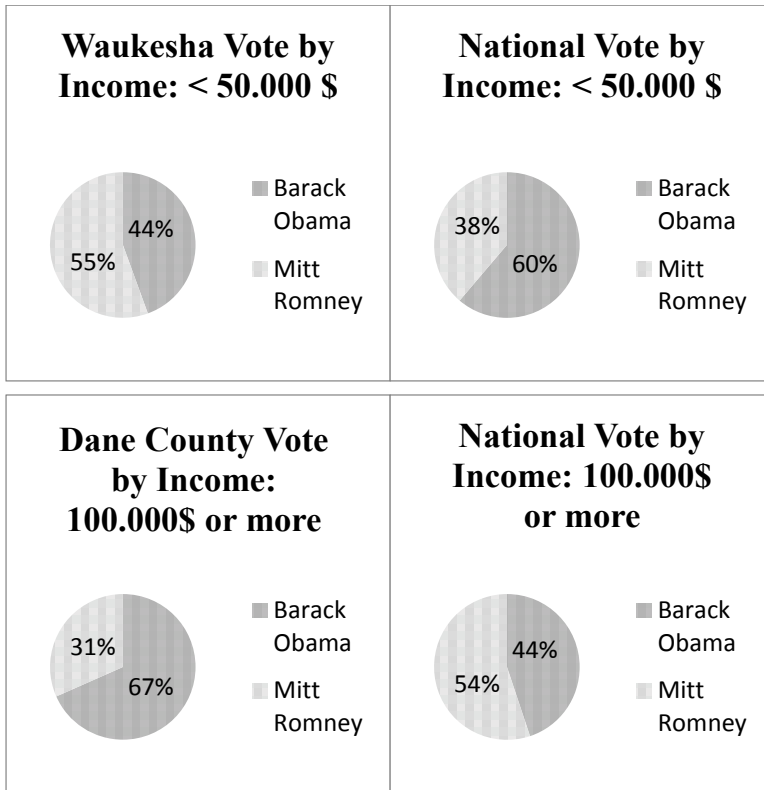 Waukesha Vote by
Income: < 50.000 $
44%
55%
Barack
Obama
Mitt
Romney
National Vote by
Income: < 50.000 $
38%
60%
Barack
Obama
Mitt
Romney
Dane County Vote
by Income:
100.000$ or more
31%
67%
Barack
Obama
Mitt
Romney
National Vote by
Income: 100.000$
or more
44%
54%
Barack
Obama
Mitt
Romney